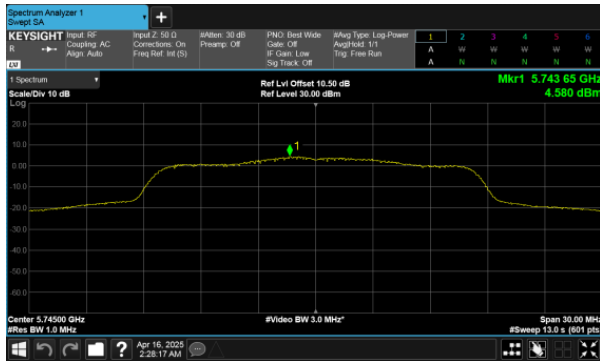 Spectrum Analyzer 1
Swept SA
+
KEYSIGHT Input: RF Input Z: 50 Ω #Atten: 30 dB PNO: Best Wide #Avg Type: Log-Power 1 2 3 4 5 6
R Coupling: AC Corrections: On Preamp: Off Gate: Off Avg|Hold: 1/1 A W W W W W
Align: Auto Freq Ref: Int (S) IF Gain: Low Trig: Free Run
Sig Track: Off A N N N N N
LXI
1 Spectrum
Scale/Div 10 dB
Ref Lvl Offset 10.50 dB
Ref Level 30.00 dBm
Mkr1 5.743 65 GHz
4.580 dBm
Log
20.0
10.0
1
0.00
-10.0
-20.0
-30.0
-40.0
-50.0
-60.0
Center 5.74500 GHz #Video BW 3.0 MHz* Span 30.00 MHz
#Res BW 1.0 MHz #Sweep 13.0 s (601 pts)
? Apr 16, 2025
2:28:17 AM